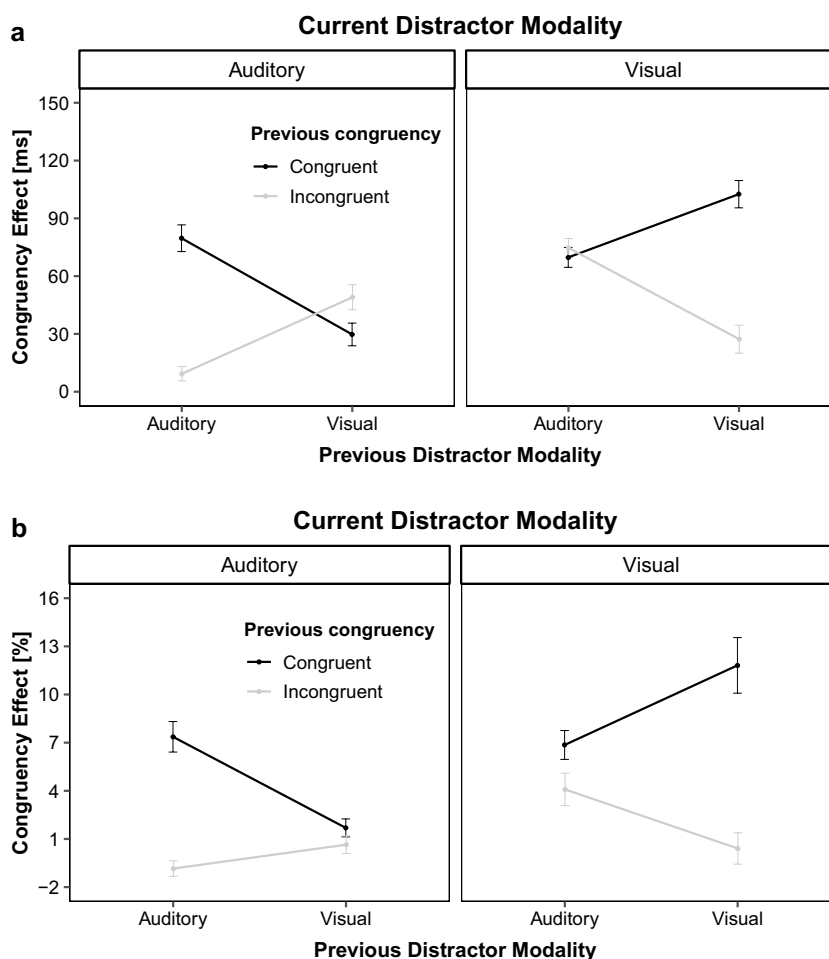 a
Current Distractor Modality
Auditory Visual
Congruency Effect [ms]
150
120
90
60
30
0
Previous congruency
Congruent
Incongruent
Auditory Visual Auditory Visual
Previous Distractor Modality
b
Current Distractor Modality
Auditory Visual
Congruency Effect [%]
16
13
10
7
4
1
−2
Previous congruency
Congruent
Incongruent
Auditory Visual Auditory Visual
Previous Distractor Modality